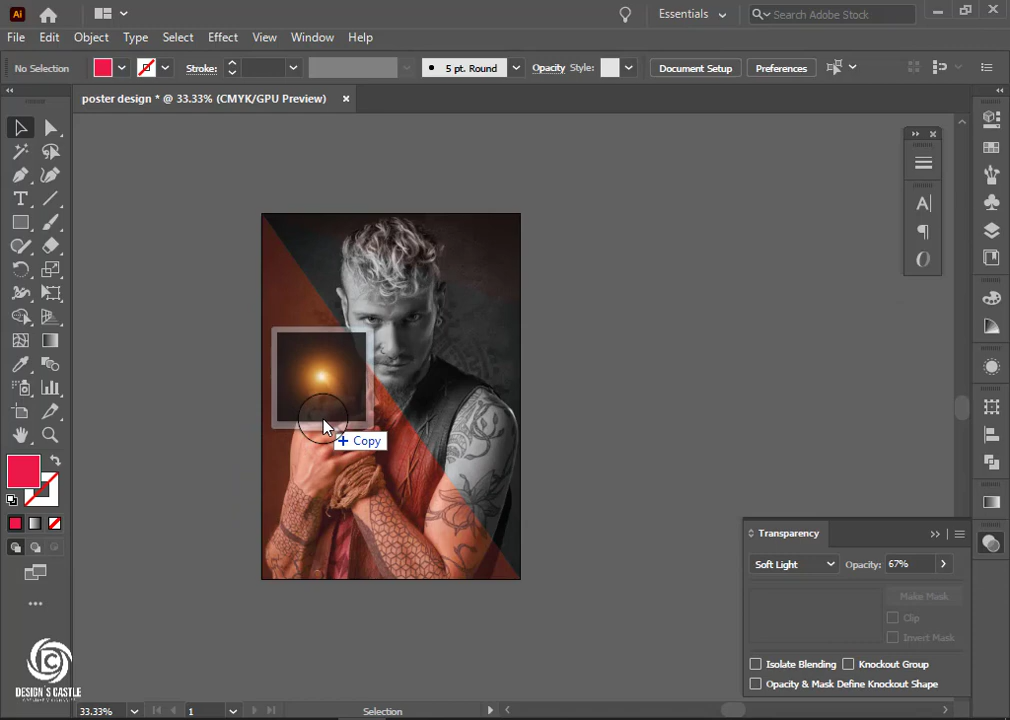 Ai
Essentials
Search Adobe Stock
File Edit Object Type Select Effect View Window Help
No Selection Stroke: 5 pt. Round Opacity Style: Document Setup Preferences
poster design * @ 33.33% (CMYK/GPU Preview)
Copy
Transparency
Soft Light Opacity: 67%
Make Mask
Clip
Invert Mask
Isolate Blending Knockout Group
Opacity & Mask Define Knockout Shape
DESIGN'S CASTLE
33.33% 1 Selection